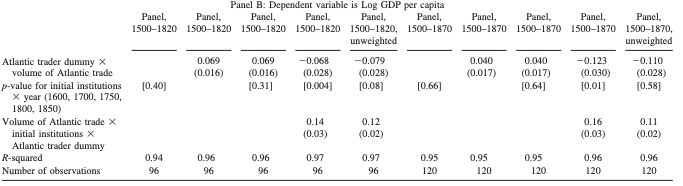 Panel B: Dependent variable is Log GDP per capita
Panel, Panel, Panel, Panel, Panel, Panel, Panel, Panel, Panel, Panel,
1500–1820 1500–1820 1500–1820 1500–1820 1500–1820, 1500–1870 1500–1870 1500–1870 1500–1870 1500–1870,
unweighted unweighted
Atlantic trader dummy × 0.069 0.069 −0.068 −0.079 0.040 0.040 −0.123 −0.110
volume of Atlantic trade (0.016) (0.016) (0.028) (0.028) (0.017) (0.017) (0.030) (0.028)
p-value for initial institutions [0.40] [0.31] [0.004] [0.08] [0.66] [0.64] [0.01] [0.58]
× year (1600, 1700, 1750,
1800, 1850)
Volume of Atlantic trade × 0.14 0.12 0.16 0.11
initial institutions × (0.03) (0.02) (0.03) (0.02)
Atlantic trader dummy
R-squared 0.94 0.96 0.96 0.97 0.97 0.95 0.95 0.95 0.96 0.96
Number of observations 96 96 96 96 96 120 120 120 120 120